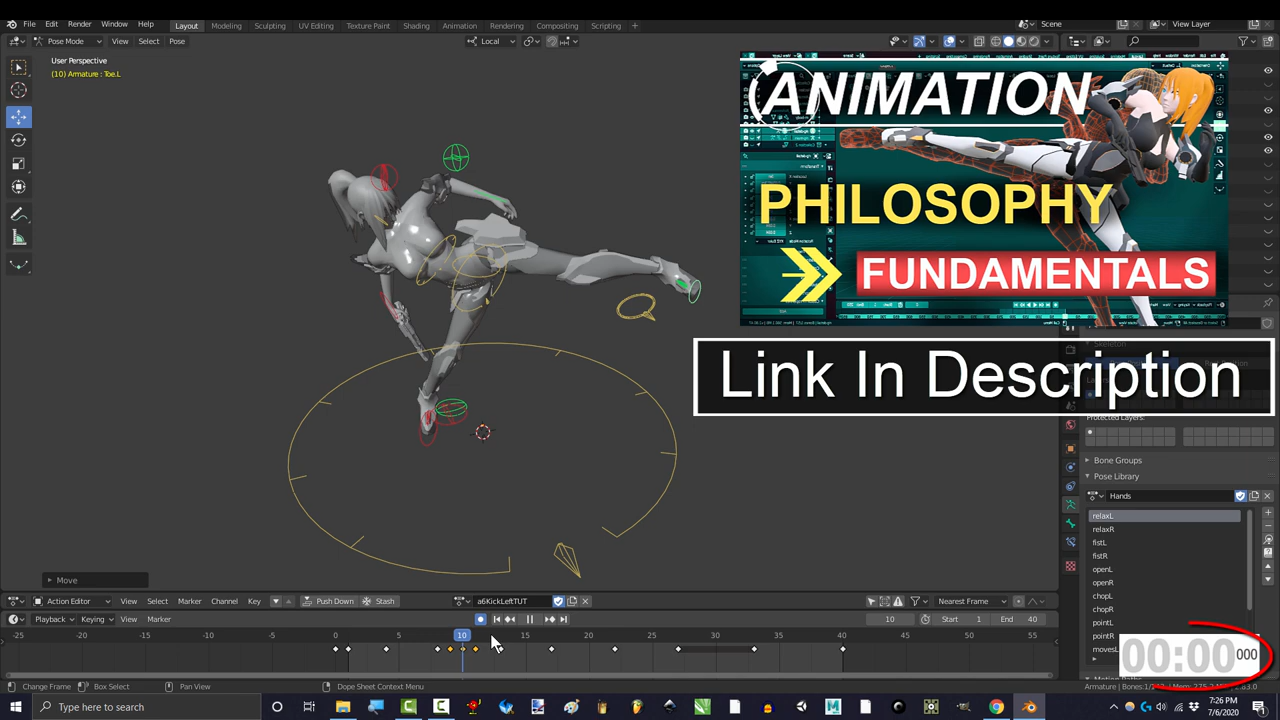 File Edit Render Window Help Layout Modeling Sculpting UV Editing Texture Paint Shading Animation Rendering Compositing Scripting + Scene View Layer
Pose Mode View Select Pose Local
User Perspective
(10) Armature : Toe.L
ANIMATION
PHILOSOPHY
FUNDAMENTALS
Link In Description
Skeleton
Protected Layers:
Bone Groups
Pose Library
Hands
relaxL
relaxR
fistL
fistR
openL
openR
chopL
chopR
pointL
pointR
movesL
00:00 000
Move
Action Editor View Select Marker Channel Key Push Down Stash a6KickLeftTUT Nearest Frame
Playback Keying View Marker 10 Start 1 End 40
-25 -20 -15 -10 -5 0 5 10 15 20 25 30 35 40 45 50 55
Change Frame Box Select Pan View Dope Sheet Context Menu
Type here to search
7:26 PM
7/6/2020